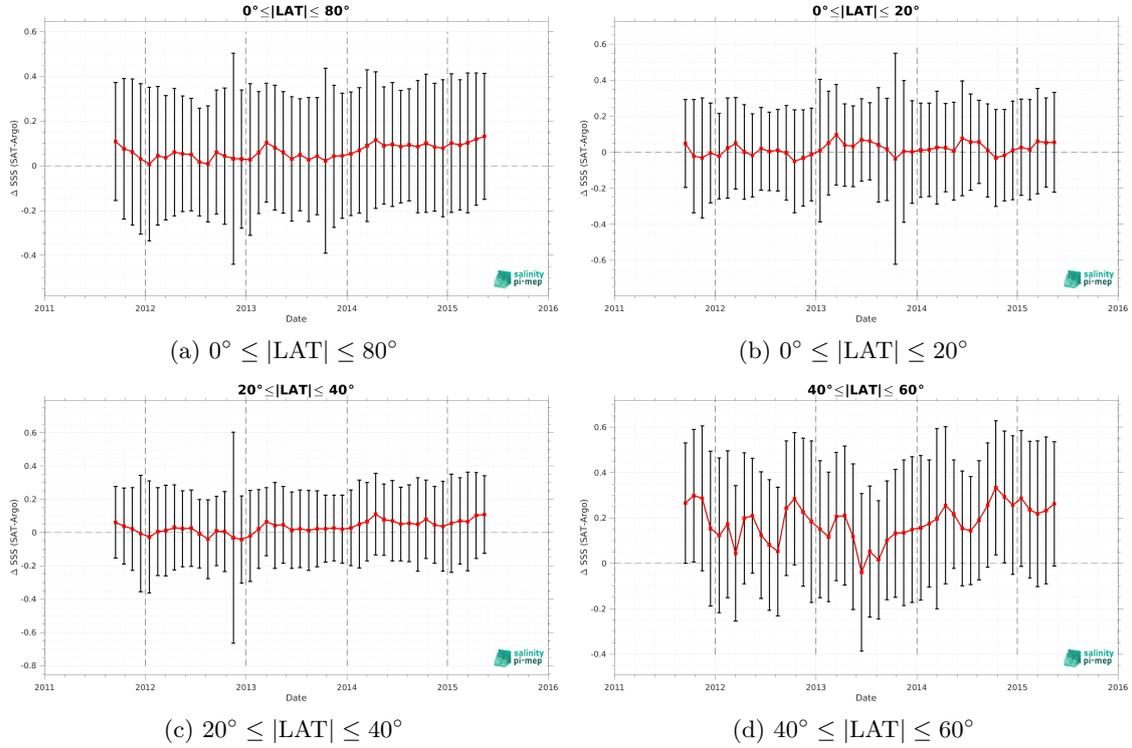 0°≤|LAT|≤ 80°
0.6
0.4
0.2
0
-0.2
-0.4
Δ SSS (SAT-Argo)
2011 2012 2013 2014 2015 2016
Date
salinity
pi-mep
(a) 0° ≤ |LAT| ≤ 80°
0°≤|LAT|≤ 20°
0.6
0.4
0.2
0
-0.2
-0.4
-0.6
Δ SSS (SAT-Argo)
2011 2012 2013 2014 2015 2016
Date
salinity
pi-mep
(b) 0° ≤ |LAT| ≤ 20°
20°≤|LAT|≤ 40°
0.6
0.4
0.2
0
-0.2
-0.4
-0.6
-0.8
Δ SSS (SAT-Argo)
2011 2012 2013 2014 2015 2016
Date
salinity
pi-mep
(c) 20° ≤ |LAT| ≤ 40°
40°≤|LAT|≤ 60°
0.6
0.4
0.2
0
-0.2
-0.4
Δ SSS (SAT-Argo)
2011 2012 2013 2014 2015 2016
Date
salinity
pi-mep
(d) 40° ≤ |LAT| ≤ 60°